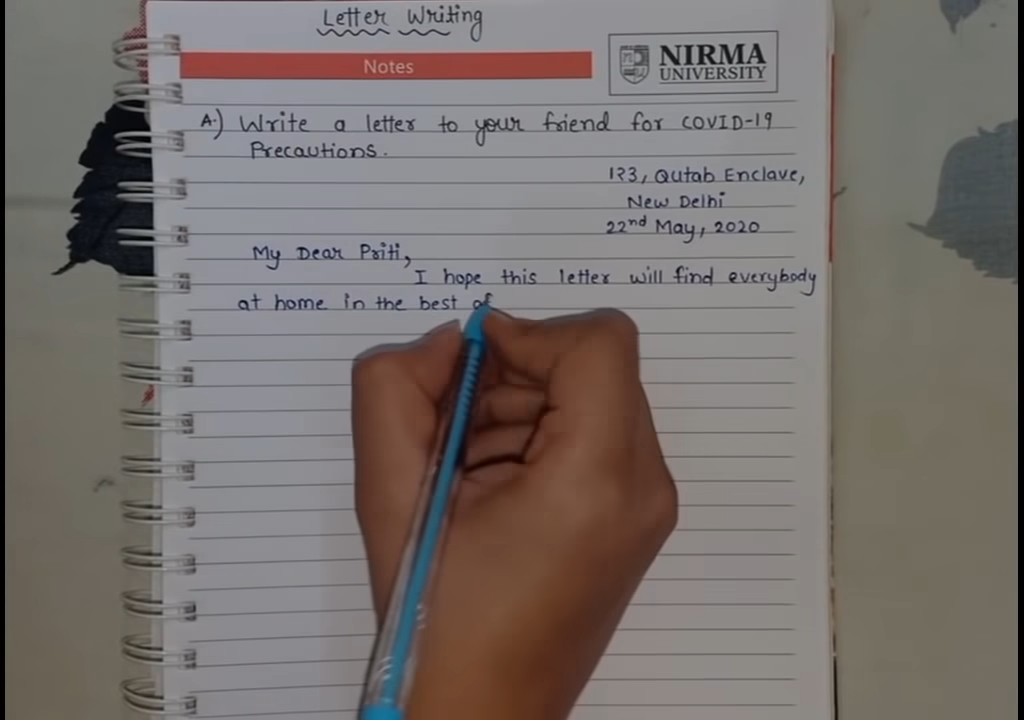 Letter Writing
Notes
NIRMA
UNIVERSITY
A.) Write a letter to your friend for COVID-19
Precautions.
123, Qutab Enclave,
New Delhi
22nd May, 2020
My Dear Priti,
I hope this letter will find everybody
at home in the best of